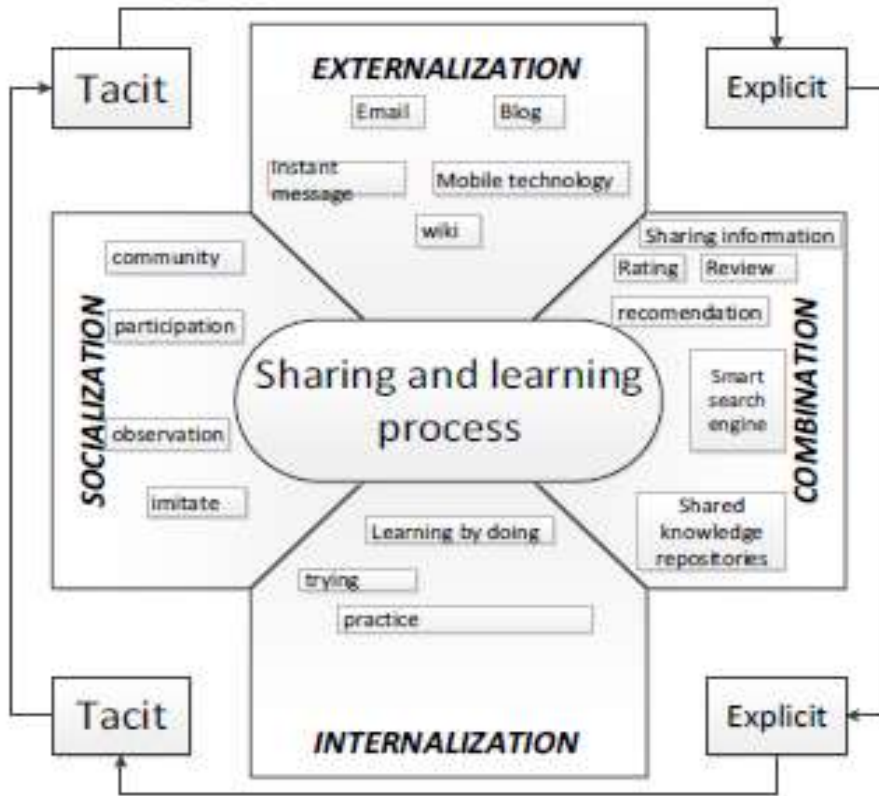 Tacit
EXTERNALIZATION
Explicit
Email
Blog
Instant
message
Mobile technology
wiki
SOCIALIZATION
community
participation
observation
imitate
Sharing and learning
process
Sharing information
Rating
Review
recomendation
Smart
search
engine
Shared
knowledge
repositories
COMBINATION
Learning by doing
trying
practice
INTERNALIZATION
Tacit
Explicit